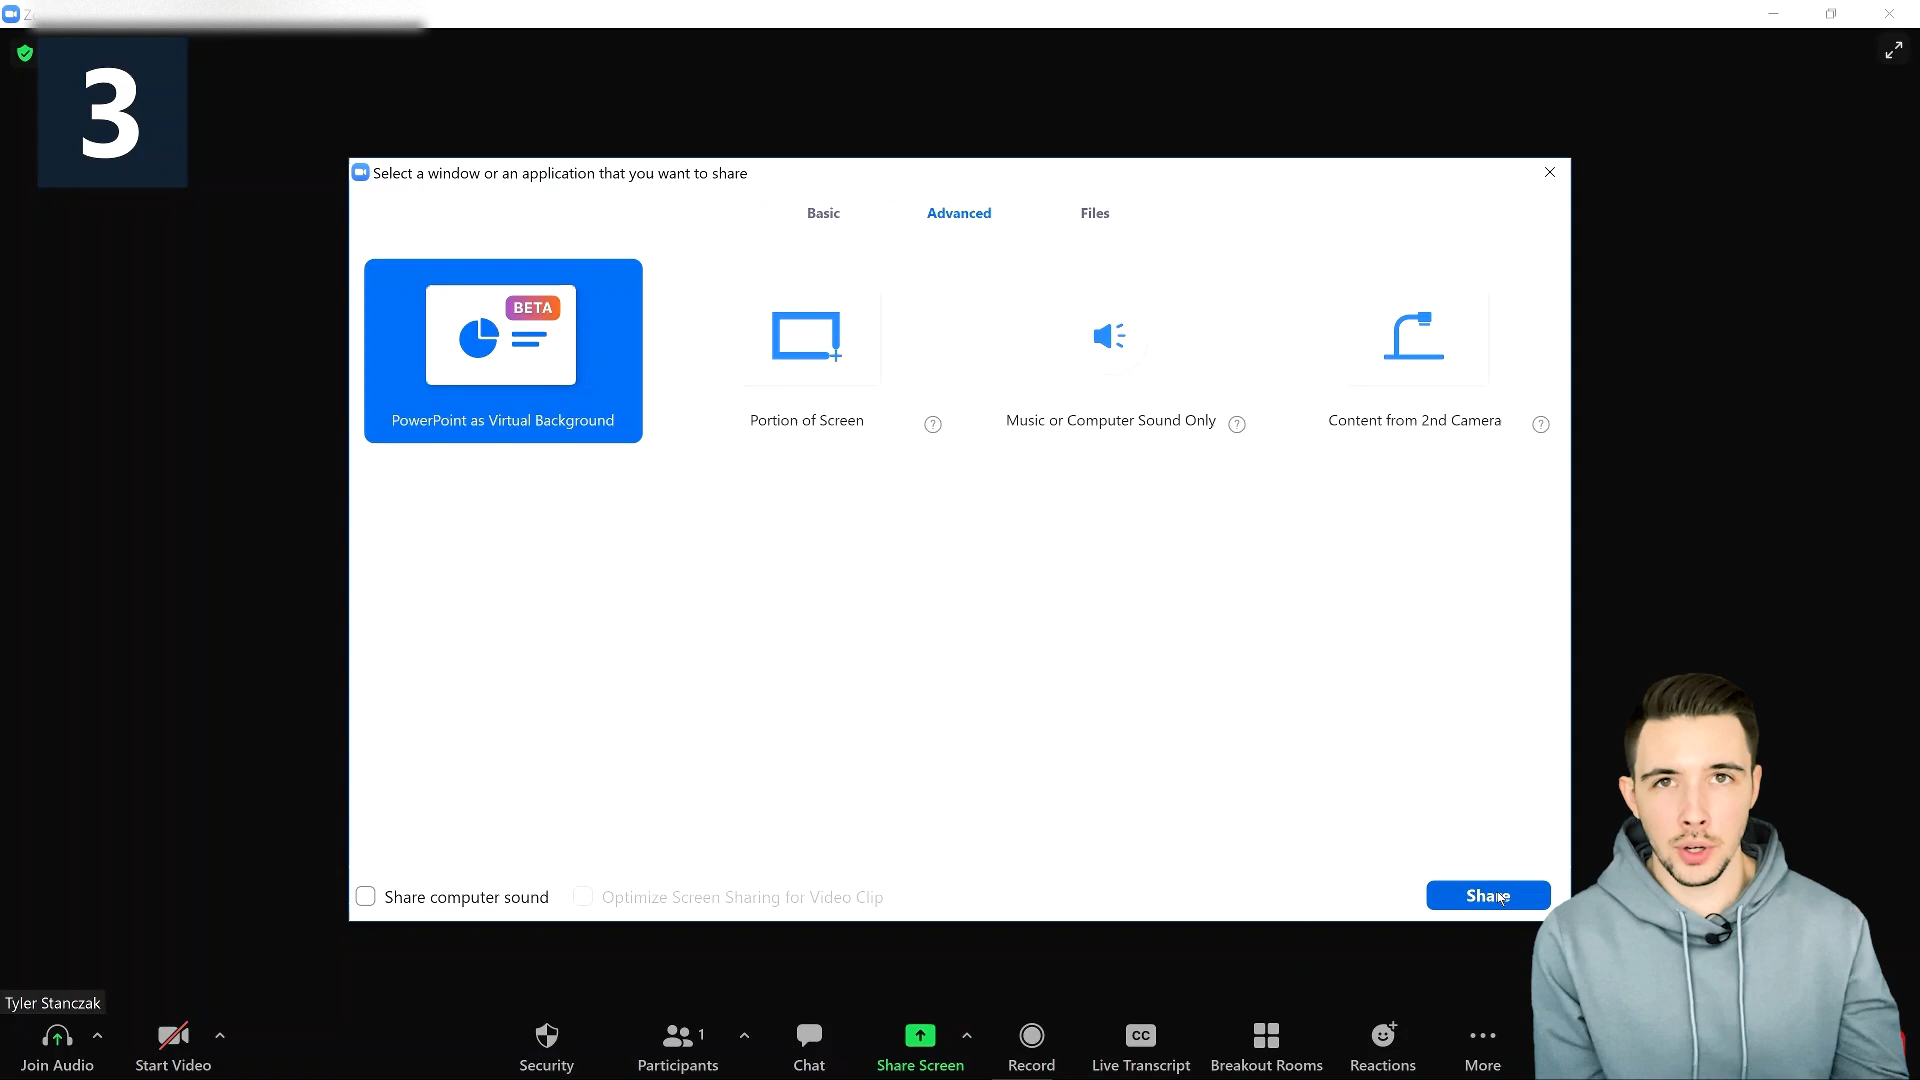 3
Select a window or an application that you want to share
Basic
Advanced
Files
BETA
PowerPoint as Virtual Background
Portion of Screen
?
Music or Computer Sound Only
?
Content from 2nd Camera
?
Share computer sound
Optimize Screen Sharing for Video Clip
Share
Tyler Stanczak
Join Audio
Start Video
Security
1
Participants
Chat
Share Screen
Record
CC
Live Transcript
Breakout Rooms
Reactions
More